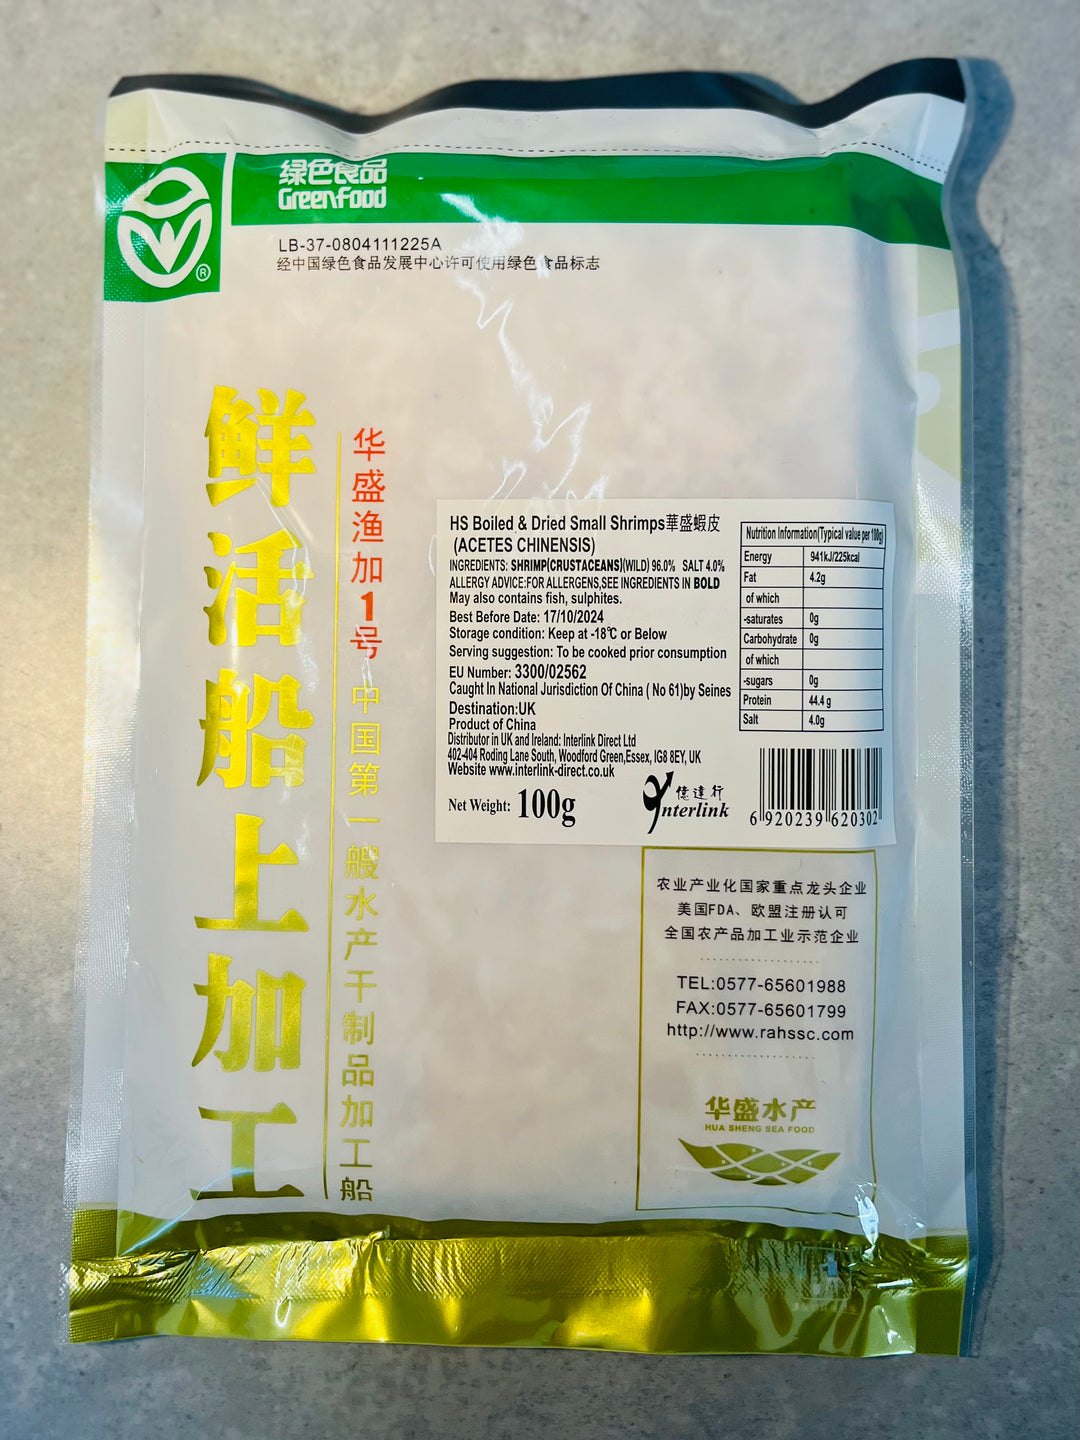 绿色食品
Greenfood
®
LB-37-0804111225A
经中国绿色食品发展中心许可使用绿色食品标志
鲜活船上加工
华盛渔加1号 中国第一艘水产干制品加工船
HS Boiled & Dried Small Shrimps華盛蝦皮
(ACETES CHINENSIS)
INGREDIENTS: SHRIMP(CRUSTACEANS)(WILD) 96.0% SALT 4.0%
ALLERGY ADVICE:FOR ALLERGENS,SEE INGREDIENTS IN BOLD
May also contains fish, sulphites.
Best Before Date: 17/10/2024
Storage condition: Keep at -18℃ or Below
Serving suggestion: To be cooked prior consumption
EU Number: 3300/02562
Caught In National Jurisdiction Of China ( No 61)by Seines
Destination:UK
Product of China
Distributor in UK and Ireland: Interlink Direct Ltd
402-404 Roding Lane South, Woodford Green,Essex, IG8 8EY, UK
Website www.interlink-direct.co.uk
Net Weight: 100g
億達行
Interlink
Nutrition Information(Typical value per 100g)
Energy 941kJ/225kcal
Fat 4.2g
of which
-saturates 0g
Carbohydrate 0g
of which
-sugars 0g
Protein 44.4 g
Salt 4.0g
6 920239 620302
农业产业化国家重点龙头企业
美国FDA、欧盟注册认可
全国农产品加工业示范企业
TEL:0577-65601988
FAX:0577-65601799
http://www.rahssc.com
华盛水产
HUA SHENG SEA FOOD